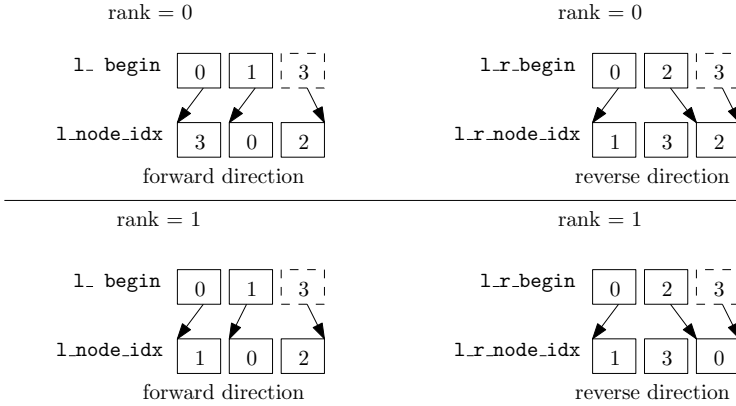 rank = 0 rank = 0
l_ begin 0 1 3 l_r_begin 0 2 3
l_node_idx 3 0 2 l_r_node_idx 1 3 2
forward direction reverse direction
rank = 1 rank = 1
l_ begin 0 1 3 l_r_begin 0 2 3
l_node_idx 1 0 2 l_r_node_idx 1 3 0
forward direction reverse direction